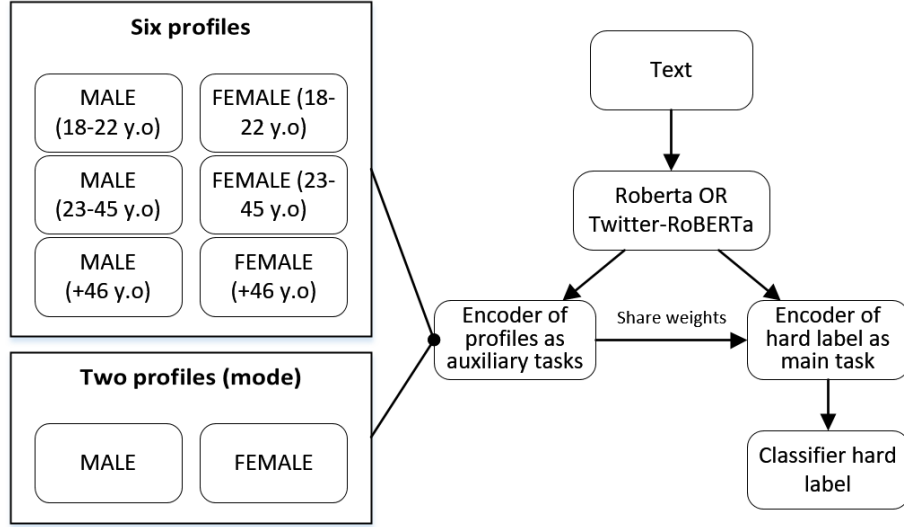 Six profiles
MALE
(18-22 y.o)
FEMALE (18-
22 y.o)
MALE
(23-45 y.o)
FEMALE (23-
45 y.o)
MALE
(+46 y.o)
FEMALE
(+46 y.o)
Two profiles (mode)
MALE
FEMALE
Text
Roberta OR
Twitter-RoBERTa
Encoder of
profiles as
auxiliary tasks
Share weights
Encoder of
hard label as
main task
Classifier hard
label